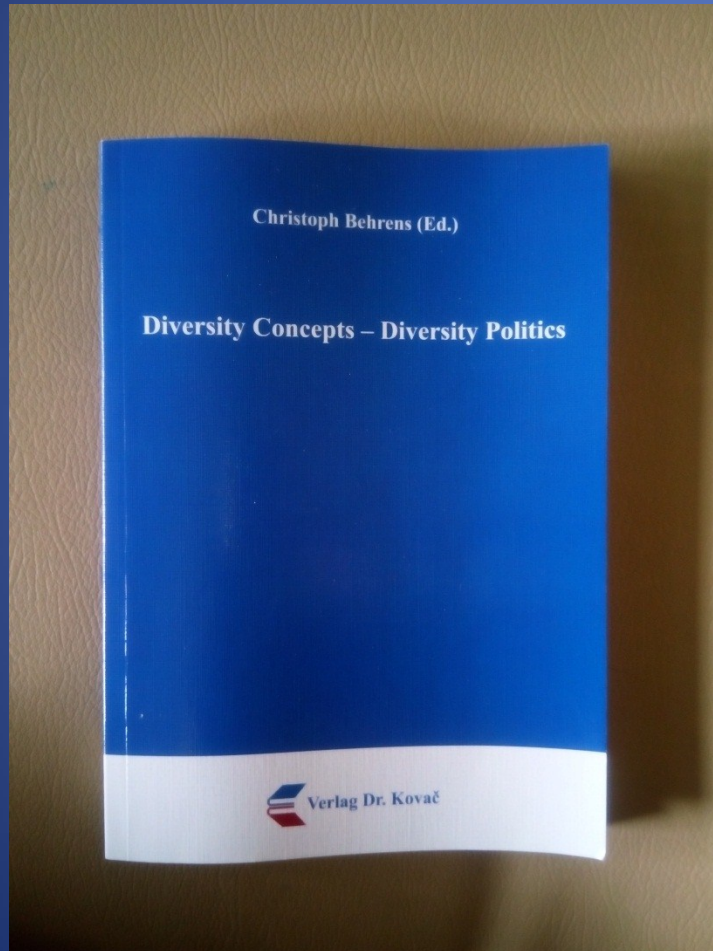 Christoph Behrens (Ed.)
Diversity Concepts – Diversity Politics
Verlag Dr. Kovač